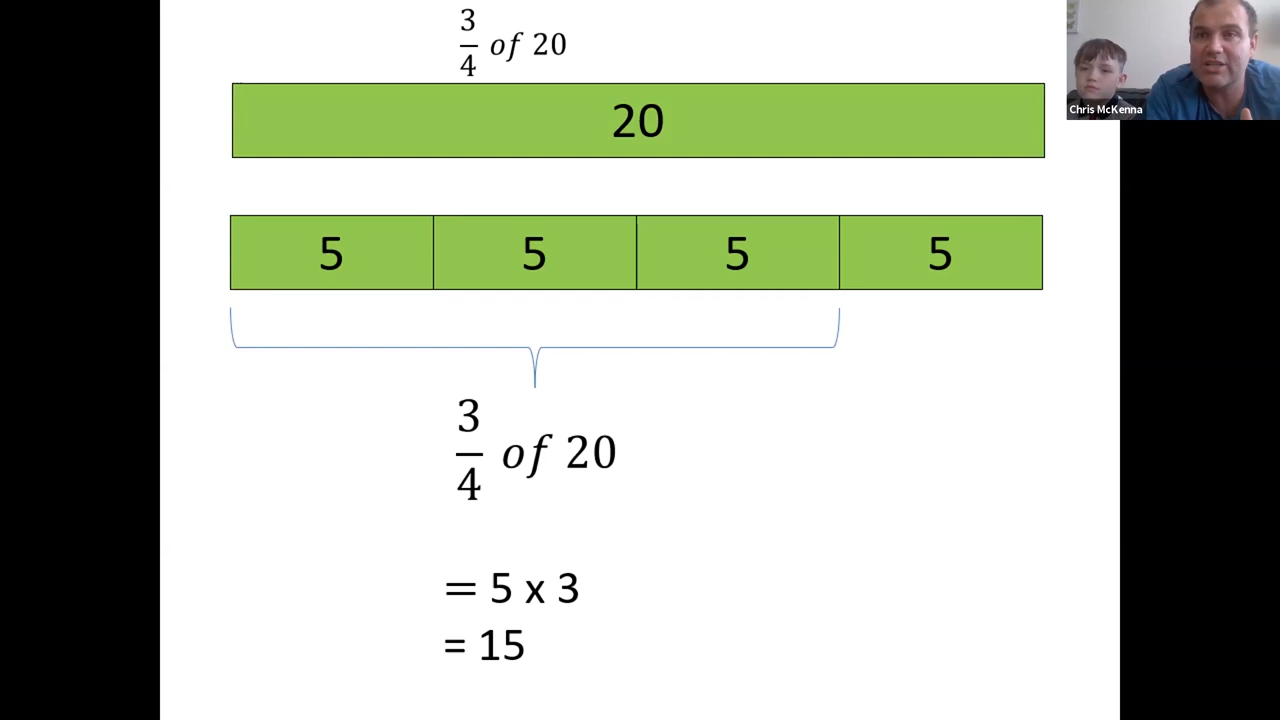 3/4 of 20
Chris McKenna
20
5 5 5 5
3/4 of 20
= 5 x 3
= 15